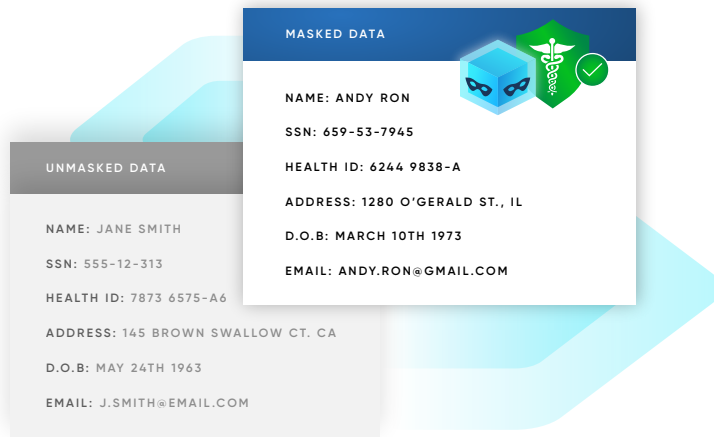 MASKED DATA
NAME: ANDY RON
SSN: 659-53-7945
HEALTH ID: 6244 9838-A
ADDRESS: 1280 O’GERALD ST., IL
D.O.B: MARCH 10TH 1973
EMAIL: ANDY.RON@GMAIL.COM
UNMASKED DATA
NAME: JANE SMITH
SSN: 555-12-313
HEALTH ID: 7873 6575-A6
ADDRESS: 145 BROWN SWALLOW CT. CA
D.O.B: MAY 24TH 1963
EMAIL: J.SMITH@EMAIL.COM